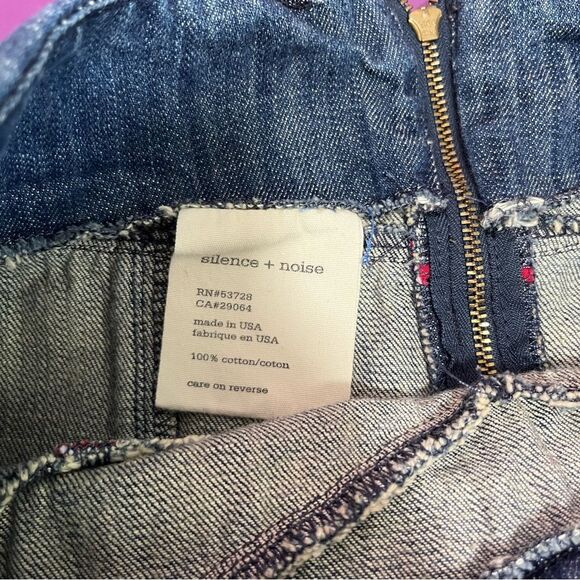 silence + noise
RN#53728
CA#29064
made in USA
fabrique en USA
100% cotton/coton
care on reverse